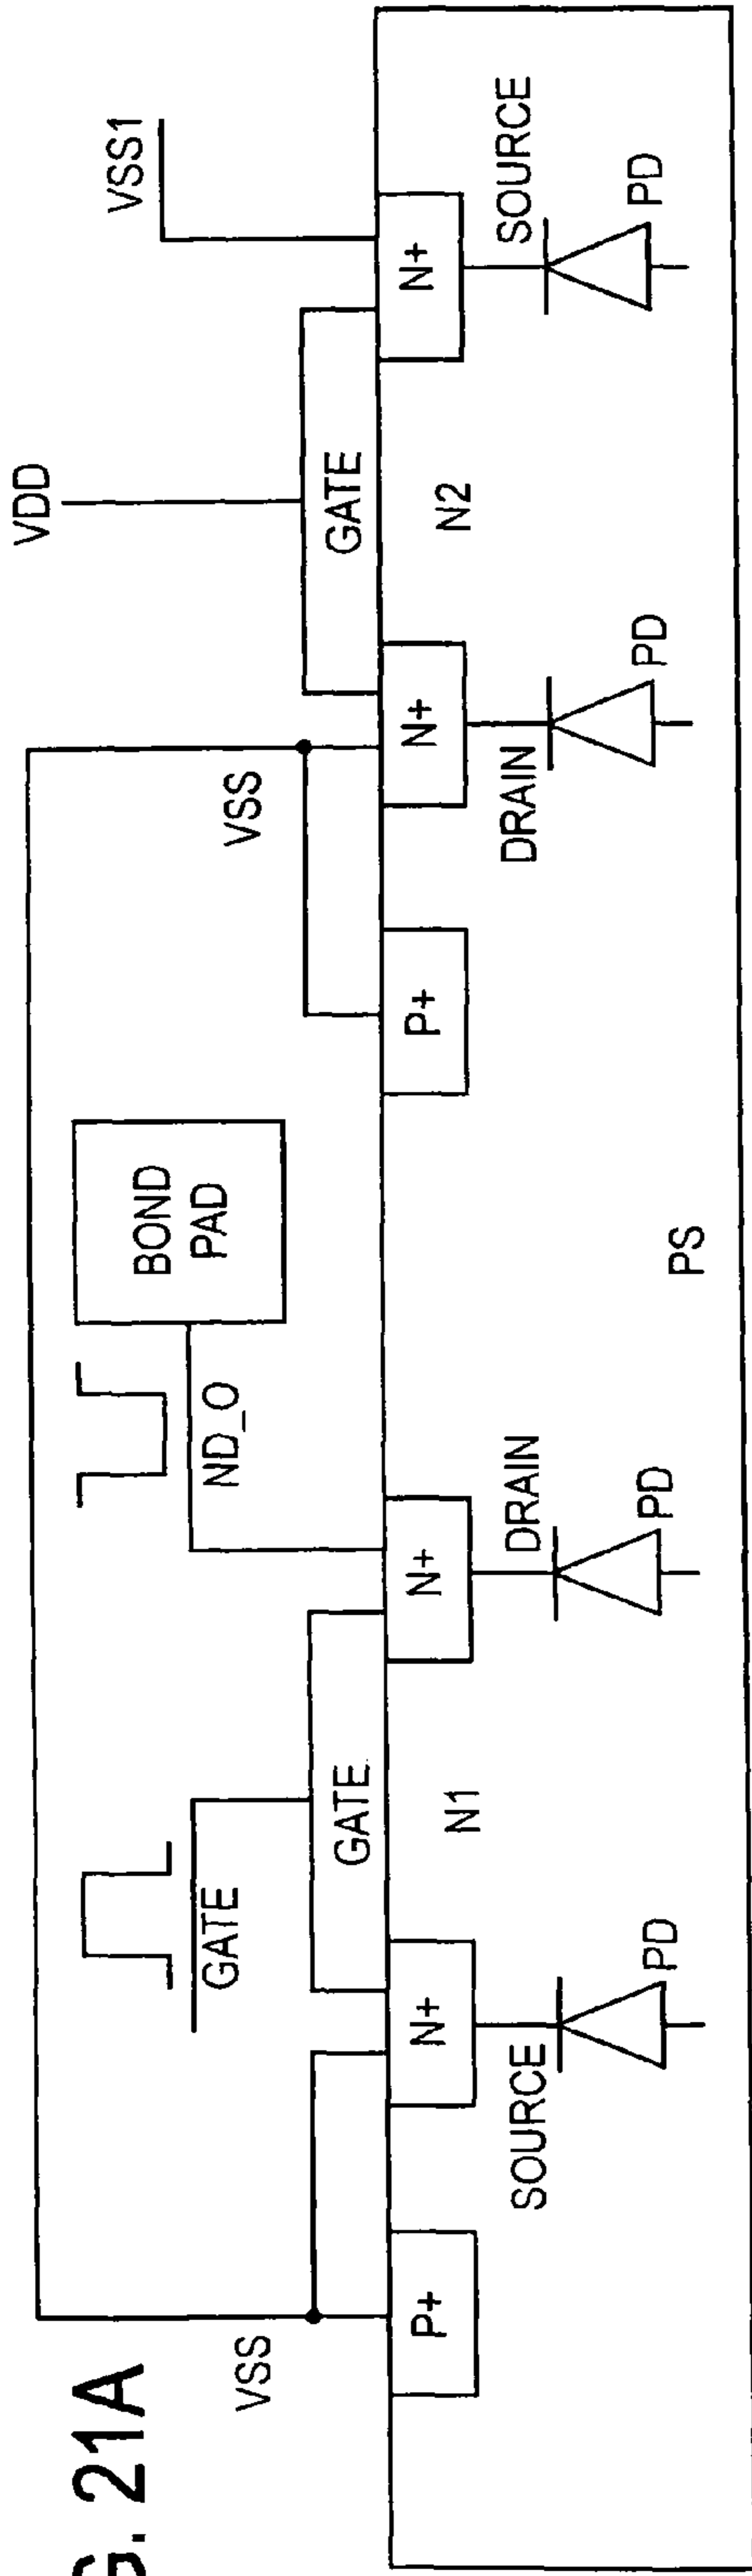 G. 21A
VDD
VSS1
BOND
PAD
VSS
GATE
ND_O
VSS
GATE
GATE
P+
N+
N+
P+
N+
N+
N1
N2
SOURCE
DRAIN
DRAIN
SOURCE
PD
PD
PS
PD
PD